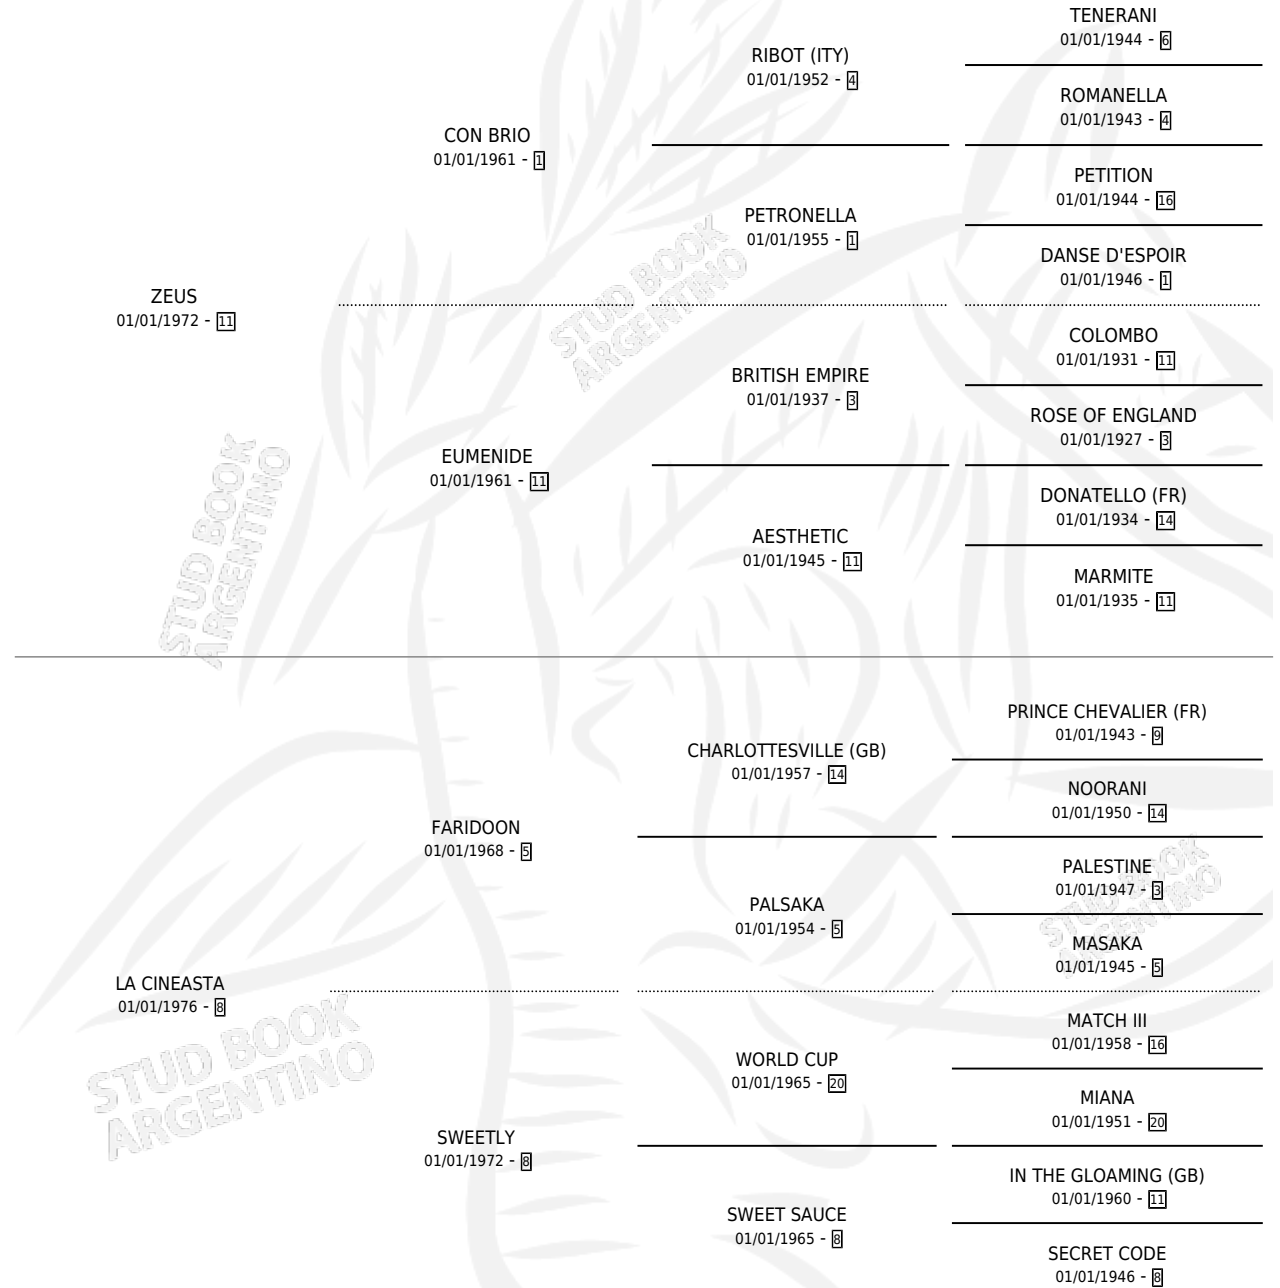 TENERANI
01/01/1944 - 6
RIBOT (ITY)
01/01/1952 - 4
ROMANELLA
01/01/1943 - 4
CON BRIO
01/01/1961 - 1
PETITION
01/01/1944 - 16
PETRONELLA
01/01/1955 - 1
DANSE D'ESPOIR
01/01/1946 - 1
ZEUS
01/01/1972 - 11
STUD BOOK
ARGENTINO
COLOMBO
01/01/1931 - 11
BRITISH EMPIRE
01/01/1937 - 3
ROSE OF ENGLAND
01/01/1927 - 3
EUMENIDE
01/01/1961 - 11
DONATELLO (FR)
01/01/1934 - 14
AESTHETIC
01/01/1945 - 11
MARMITE
01/01/1935 - 11
STUD BOOK
ARGENTINO
PRINCE CHEVALIER (FR)
01/01/1943 - 9
CHARLOTTESVILLE (GB)
01/01/1957 - 14
NOORANI
01/01/1950 - 14
FARIDOON
01/01/1968 - 5
PALESTINE
01/01/1947 - 3
PALSAKA
01/01/1954 - 5
MASAKA
01/01/1945 - 5
STUD BOOK
ARGENTINO
LA CINEASTA
01/01/1976 - 8
MATCH III
01/01/1958 - 16
WORLD CUP
01/01/1965 - 20
MIANA
01/01/1951 - 20
STUD BOOK
ARGENTINO
SWEETLY
01/01/1972 - 8
IN THE GLOAMING (GB)
01/01/1960 - 11
SWEET SAUCE
01/01/1965 - 8
SECRET CODE
01/01/1946 - 8